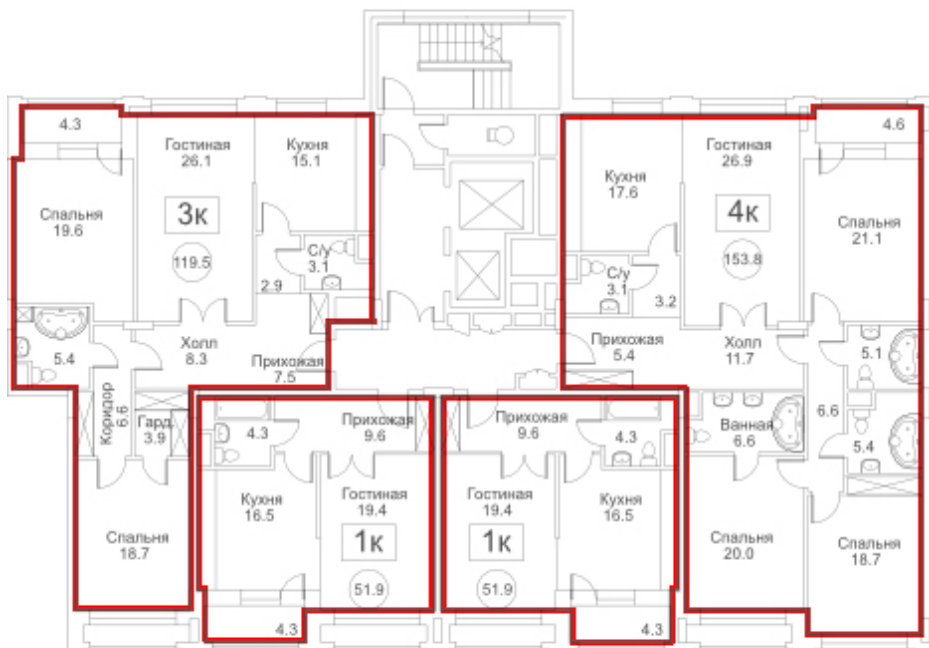 4.3
Гостиная
26.1
Кухня
15.1
3к
119.5
Спальня
19.6
С/у
3.1
2.9
5.4
Холл
8.3
Прихожая
7.5
Коридор
6.6
Гард.
3.9
Спальня
18.7
4.3
Прихожая
9.6
Кухня
16.5
Гостиная
19.4
1к
51.9
4.3
Прихожая
9.6
4.3
Гостиная
19.4
Кухня
16.5
1к
51.9
4.3
Кухня
17.6
Гостиная
26.9
4.6
4к
153.8
Спальня
21.1
С/у
3.1
3.2
Прихожая
5.4
Холл
11.7
5.1
6.6
Ванная
6.6
5.4
Спальня
20.0
Спальня
18.7